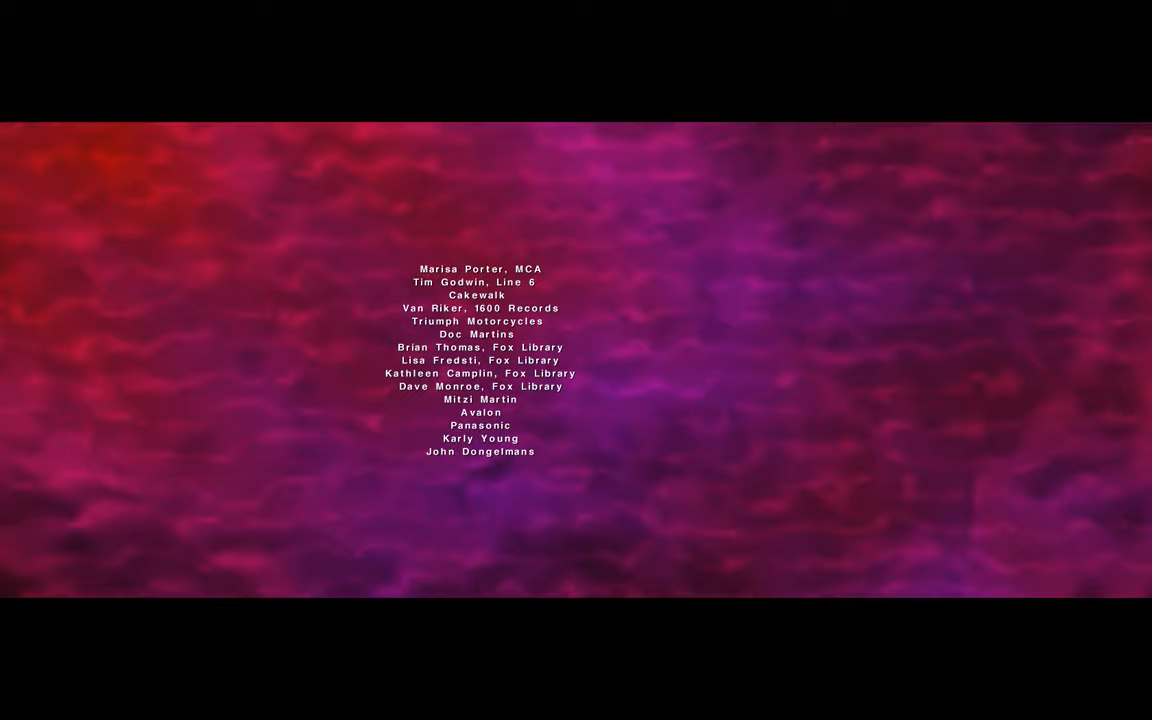 Marisa Porter, MCA
Tim Godwin, Line 6
Cakewalk
Van Riker, 1600 Records
Triumph Motorcycles
Doc Martins
Brian Thomas, Fox Library
Lisa Fredsti, Fox Library
Kathleen Camplin, Fox Library
Dave Monroe, Fox Library
Mitzi Martin
Avalon
Panasonic
Karly Young
John Dongelmans